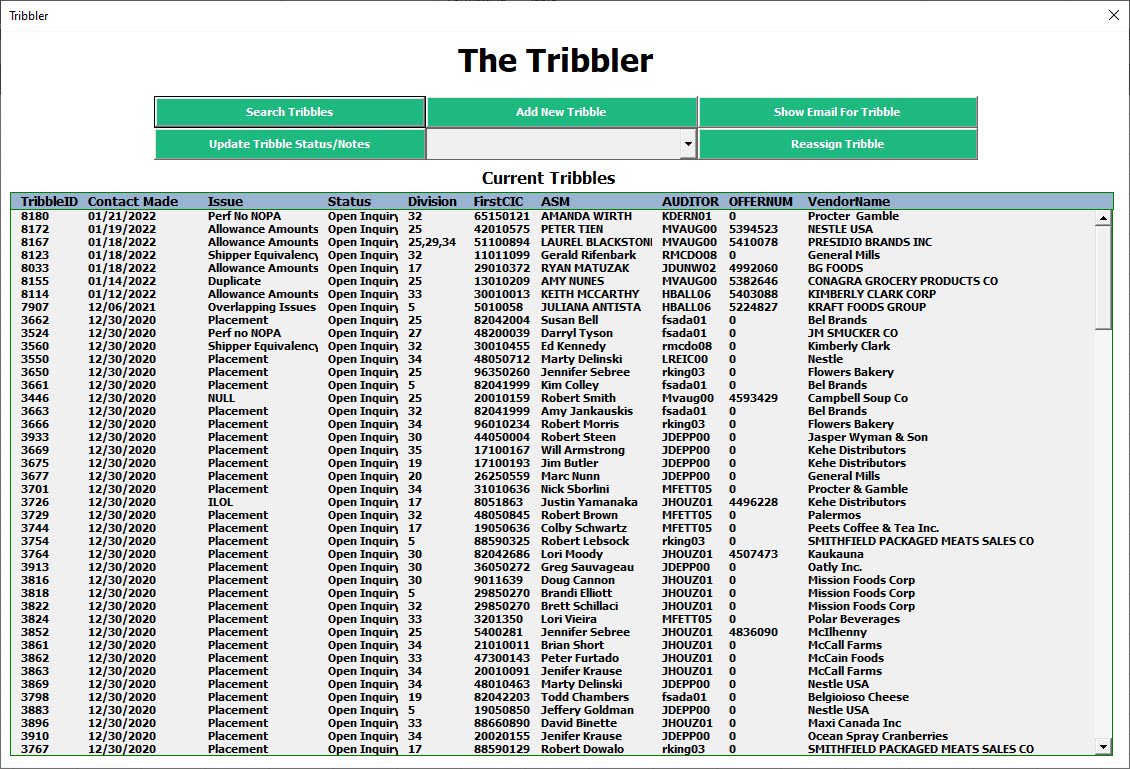 Tribbler
The Tribbler
Search Tribbles Add New Tribble Show Email For Tribble
Update Tribble Status/Notes Reassign Tribble
Current Tribbles
TribbleID Contact Made Issue Status Division FirstCIC ASM AUDITOR OFFERNUM VendorName
8180 01/21/2022 Perf No NOPA Open Inquiry 32 65150121 AMANDA WIRTH KDERN01 0 Procter Gamble
8172 01/19/2022 Allowance Amounts Open Inquiry 25 42010575 PETER TIEN MVAUG00 5394523 NESTLE USA
8167 01/18/2022 Allowance Amounts Open Inquiry 25,29,34 51100894 LAUREL BLACKSTONE MVAUG00 5410078 PRESIDIO BRANDS INC
8123 01/18/2022 Shipper Equivalency Open Inquiry 32 11011099 Gerald Rifenbark RMCDO08 0 General Mills
8033 01/18/2022 Allowance Amounts Open Inquiry 17 29010372 RYAN MATUZAK JDUNW02 4992060 BG FOODS
8155 01/14/2022 Duplicate Open Inquiry 25 13010209 AMY NUNES MVAUG00 5382646 CONAGRA GROCERY PRODUCTS CO
8114 01/12/2022 Allowance Amounts Open Inquiry 33 30010013 KEITH MCCARTHY HBALL06 5403088 KIMBERLY CLARK CORP
7907 12/06/2021 Overlapping Issues Open Inquiry 5 5010058 JULIANA ANTISTA HBALL06 5224827 KRAFT FOODS GROUP
3662 12/30/2020 Placement Open Inquiry 25 82042004 Susan Bell fsada01 0 Bel Brands
3524 12/30/2020 Perf no NOPA Open Inquiry 27 48200039 Darryl Tyson fsada01 0 JM SMUCKER CO
3560 12/30/2020 Shipper Equivalency Open Inquiry 32 30010455 Ed Kennedy rmcdo08 0 Kimberly Clark
3550 12/30/2020 Placement Open Inquiry 34 48050712 Marty Delinski LREIC00 0 Nestle
3650 12/30/2020 Placement Open Inquiry 25 96350260 Jennifer Sebree rking03 0 Flowers Bakery
3661 12/30/2020 Placement Open Inquiry 5 82041999 Kim Colley fsada01 0 Bel Brands
3446 12/30/2020 NULL Open Inquiry 25 20010159 Robert Smith Mvaug00 4593429 Campbell Soup Co
3663 12/30/2020 Placement Open Inquiry 32 82041999 Amy Jankauskis fsada01 0 Bel Brands
3666 12/30/2020 Placement Open Inquiry 34 96010234 Robert Morris rking03 0 Flowers Bakery
3933 12/30/2020 Placement Open Inquiry 30 44050004 Robert Steen JDEPP00 0 Jasper Wyman & Son
3669 12/30/2020 Placement Open Inquiry 35 17100167 Will Armstrong JDEPP00 0 Kehe Distributors
3675 12/30/2020 Placement Open Inquiry 19 17100193 Jim Butler JDEPP00 0 Kehe Distributors
3677 12/30/2020 Placement Open Inquiry 20 26250559 Marc Nunn JDEPP00 0 General Mills
3701 12/30/2020 Placement Open Inquiry 34 31010636 Nick Sborlini MFETT05 0 Procter & Gamble
3726 12/30/2020 ILOL Open Inquiry 17 8051863 Justin Yamanaka JHOUZ01 4496228 Kehe Distributors
3729 12/30/2020 Placement Open Inquiry 32 48050845 Robert Brown MFETT05 0 Palermos
3744 12/30/2020 Placement Open Inquiry 17 19050636 Colby Schwartz MFETT05 0 Peets Coffee & Tea Inc.
3754 12/30/2020 Placement Open Inquiry 5 88590325 Robert Lebsock rking03 0 SMITHFIELD PACKAGED MEATS SALES CO
3764 12/30/2020 Placement Open Inquiry 30 82042686 Lori Moody JHOUZ01 4507473 Kaukauna
3913 12/30/2020 Placement Open Inquiry 30 36050272 Greg Sauvageau JDEPP00 0 Oatly Inc.
3816 12/30/2020 Placement Open Inquiry 30 9011639 Doug Cannon JHOUZ01 0 Mission Foods Corp
3818 12/30/2020 Placement Open Inquiry 5 29850270 Brandi Elliott JHOUZ01 0 Mission Foods Corp
3822 12/30/2020 Placement Open Inquiry 32 29850270 Brett Schillaci JHOUZ01 0 Mission Foods Corp
3824 12/30/2020 Placement Open Inquiry 33 3201350 Lori Vieira MFETT05 0 Polar Beverages
3852 12/30/2020 Placement Open Inquiry 25 5400281 Jennifer Sebree JHOUZ01 4836090 McIlhenny
3861 12/30/2020 Placement Open Inquiry 34 21010011 Brian Short JHOUZ01 0 McCall Farms
3862 12/30/2020 Placement Open Inquiry 33 47300143 Peter Furtado JHOUZ01 0 McCain Foods
3863 12/30/2020 Placement Open Inquiry 34 20010091 Jenifer Krause JHOUZ01 0 McCall Farms
3869 12/30/2020 Placement Open Inquiry 34 48010463 Marty Delinski JDEPP00 0 Nestle USA
3798 12/30/2020 Placement Open Inquiry 19 82042203 Todd Chambers fsada01 0 Belgioioso Cheese
3883 12/30/2020 Placement Open Inquiry 5 19050850 Jeffery Goldman JDEPP00 0 Nestle USA
3896 12/30/2020 Placement Open Inquiry 33 88660890 David Binette JHOUZ01 0 Maxi Canada Inc
3910 12/30/2020 Placement Open Inquiry 34 20020155 Jenifer Krause JDEPP00 0 Ocean Spray Cranberries
3767 12/30/2020 Placement Open Inquiry 17 88590129 Robert Dowalo rking03 0 SMITHFIELD PACKAGED MEATS SALES CO